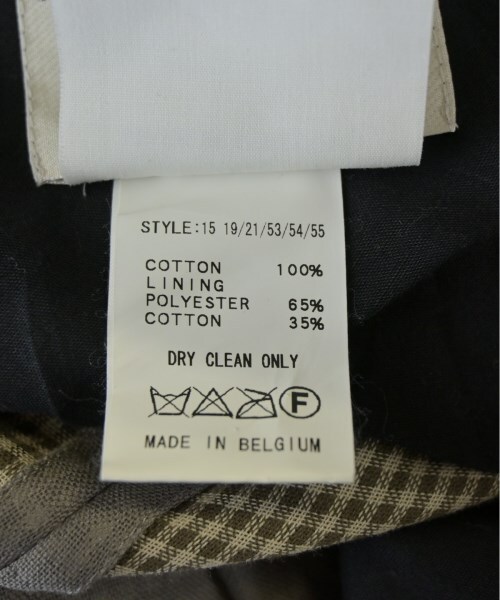 STYLE:15 19/21/53/54/55
COTTON 100%
LINING
POLYESTER 65%
COTTON 35%
DRY CLEAN ONLY
F
MADE IN BELGIUM